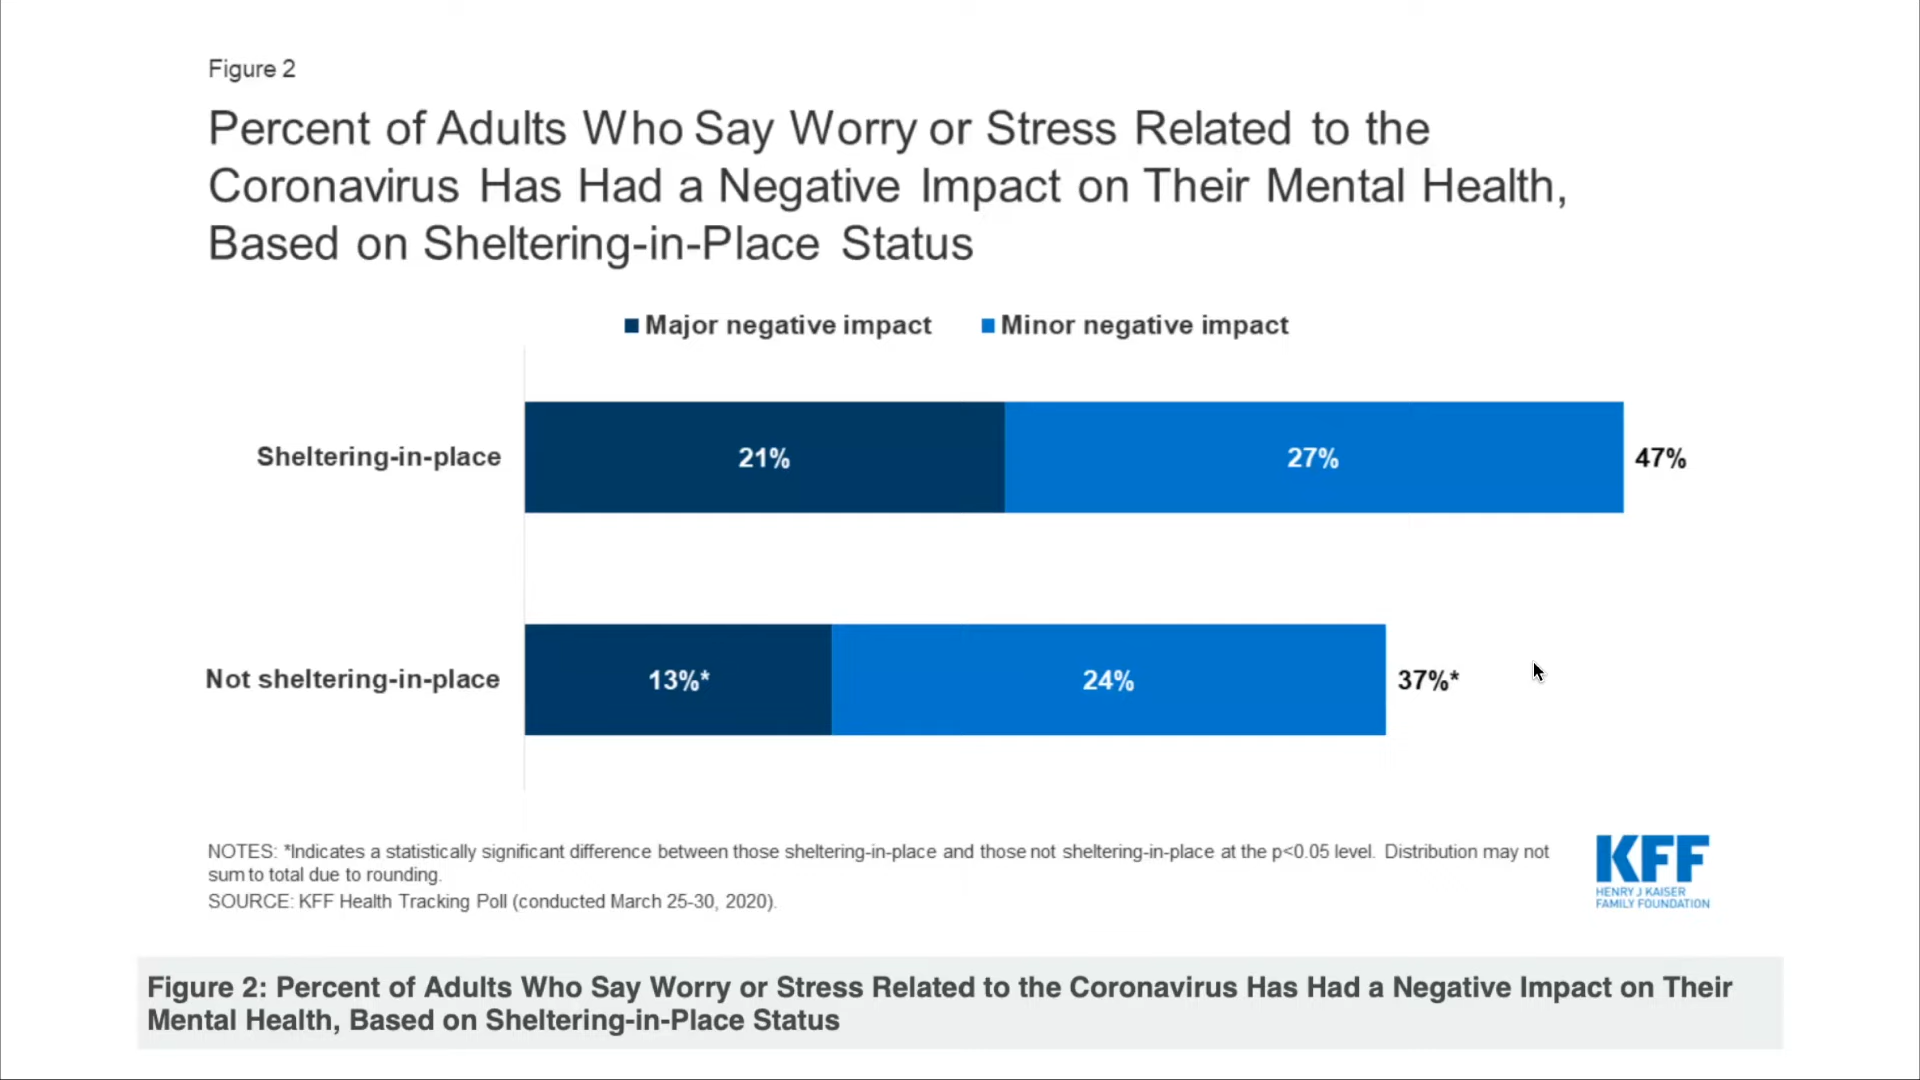 Figure 2
Percent of Adults Who Say Worry or Stress Related to the
Coronavirus Has Had a Negative Impact on Their Mental Health,
Based on Sheltering-in-Place Status
Major negative impact
Minor negative impact
Sheltering-in-place
21%
27%
47%
Not sheltering-in-place
13%*
24%
37%*
NOTES: *Indicates a statistically significant difference between those sheltering-in-place and those not sheltering-in-place at the p<0.05 level. Distribution may not
sum to total due to rounding.
SOURCE: KFF Health Tracking Poll (conducted March 25-30, 2020).
KFF
HENRY J KAISER
FAMILY FOUNDATION
Figure 2: Percent of Adults Who Say Worry or Stress Related to the Coronavirus Has Had a Negative Impact on Their
Mental Health, Based on Sheltering-in-Place Status